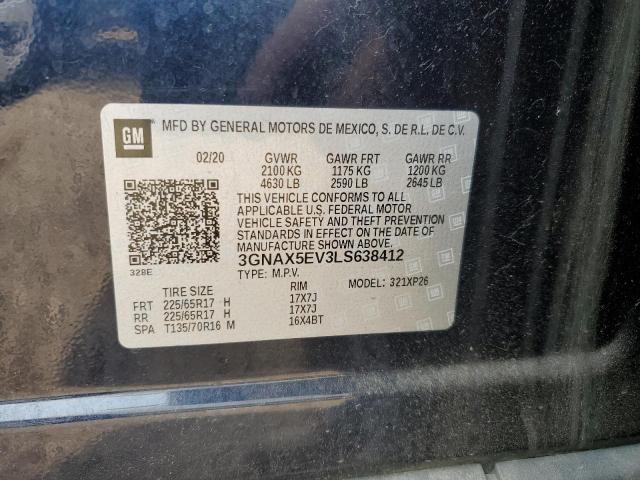 GM
MFD BY GENERAL MOTORS DE MEXICO, S. DE R.L. DE C.V.
02/20 GVWR GAWR FRT GAWR RR
2100 KG 1175 KG 1200 KG
4630 LB 2590 LB 2645 LB
THIS VEHICLE CONFORMS TO ALL
APPLICABLE U.S. FEDERAL MOTOR
VEHICLE SAFETY AND THEFT PREVENTION
STANDARDS IN EFFECT ON THE DATE OF
MANUFACTURE SHOWN ABOVE.
3GNAX5EV3LS638412
328E
TYPE: M.P.V. MODEL: 321XP26
TIRE SIZE RIM
FRT 225/65R17 H 17X7J
RR 225/65R17 H 17X7J
SPA T135/70R16 M 16X4BT